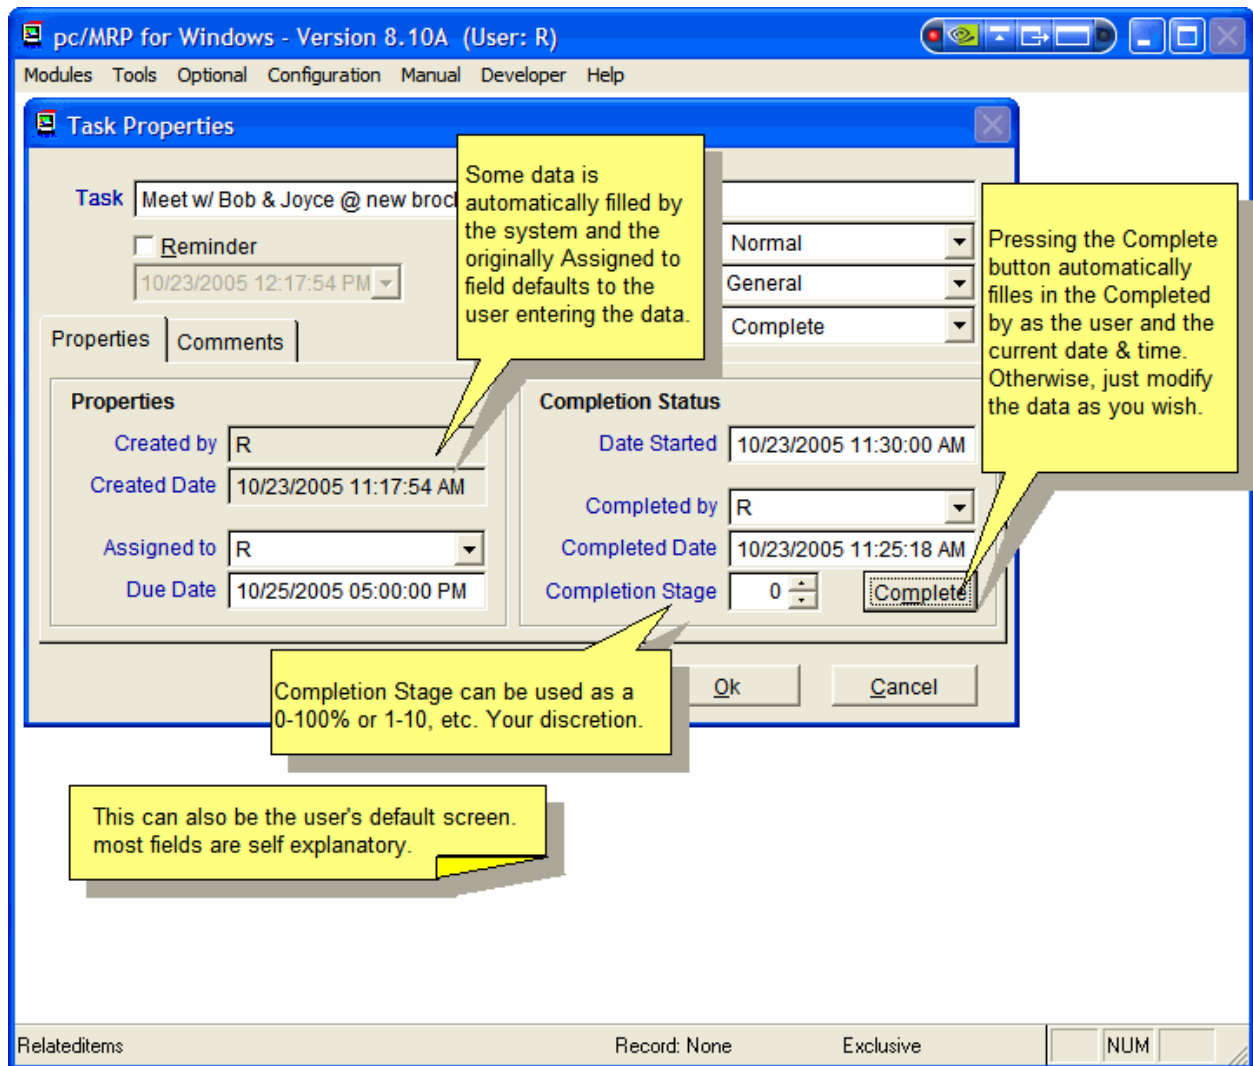 pc/MRP for Windows - Version 8.10A (User: R)
Modules Tools Optional Configuration Manual Developer Help
Task Properties
Task Meet w/ Bob & Joyce @ new
Reminder
10/23/2005 12:17:54 PM
Some data is
automatically filled by
the system and the
originally Assigned to
field defaults to the
user entering the data.
Normal
General
Complete
Pressing the Complete
button automatically
filles in the Completed
by as the user and the
current date & time.
Otherwise, just modify
the data as you wish.
Properties Comments
Properties
Created by R
Created Date 10/23/2005 11:17:54 AM
Assigned to R
Due Date 10/25/2005 05:00:00 PM
Completion Status
Date Started 10/23/2005 11:30:00 AM
Completed by R
Completed Date 10/23/2005 11:25:18 AM
Completion Stage 0 Complete
Completion Stage can be used as a
0-100% or 1-10, etc. Your discretion.
Ok Cancel
This can also be the user's default screen.
most fields are self explanatory.
Relateditems Record: None Exclusive NUM